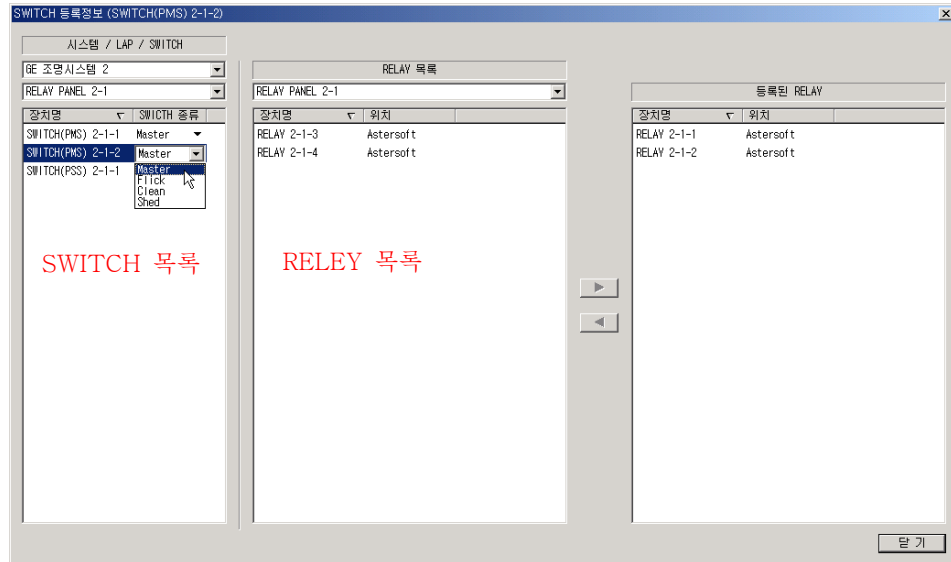 SWITCH 등록정보 (SWITCH(PMS) 2-1-2)
시스템 / LAP / SWITCH
GE 조명시스템 2
RELAY PANEL 2-1
장치명 SWICTH 종류
SWITCH(PMS) 2-1-1 Master
SWITCH(PMS) 2-1-2 Master
SWITCH(PSS) 2-1-1 Master
Flick
Clean
Shed
SWITCH 목록
RELAY 목록
RELAY PANEL 2-1
장치명 위치
RELAY 2-1-3 Astersoft
RELAY 2-1-4 Astersoft
RELEY 목록
등록된 RELAY
장치명 위치
RELAY 2-1-1 Astersoft
RELAY 2-1-2 Astersoft
닫 기